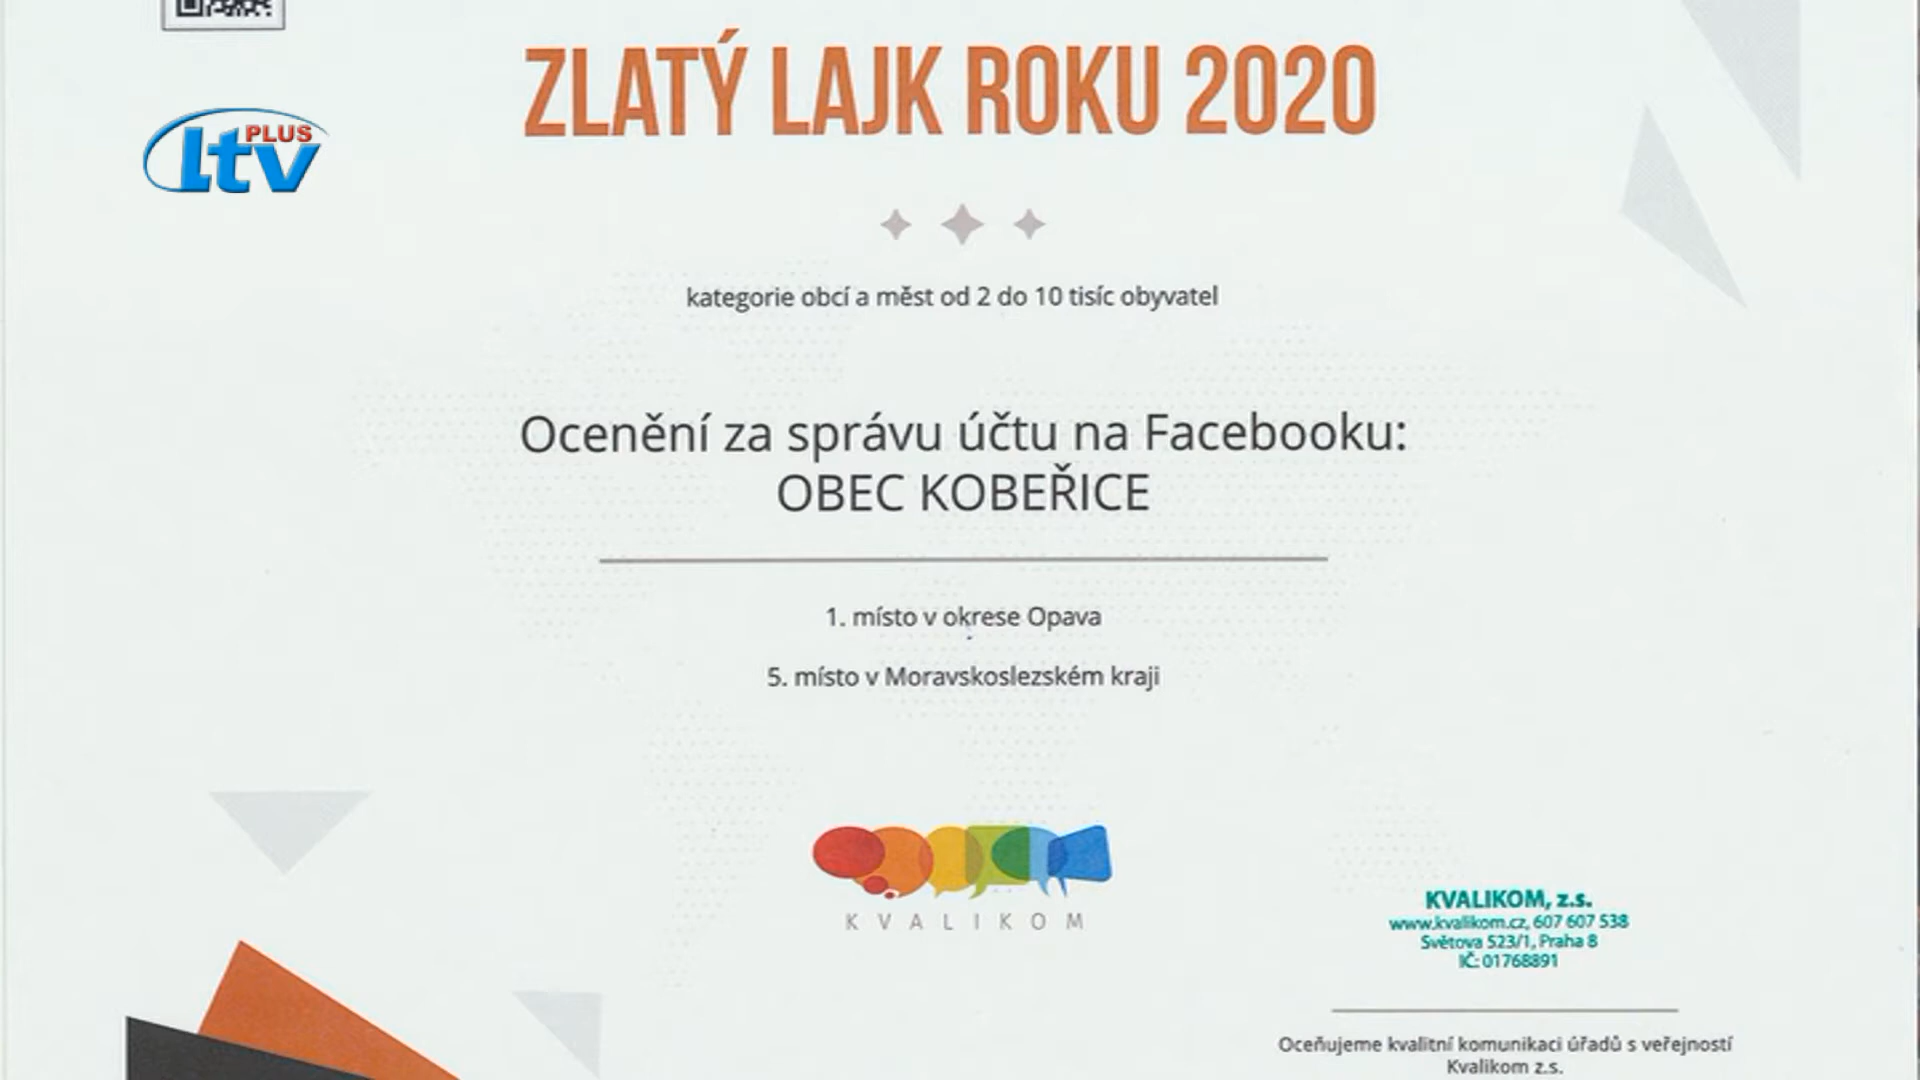 ZLATÝ LAJK ROKU 2020
ltv PLUS
kategorie obcí a měst od 2 do 10 tisíc obyvatel
Ocenění za správu účtu na Facebooku:
OBEC KOBEŘICE
1. místo v okrese Opava
5. místo v Moravskoslezském kraji
KVALIKOM
KVALIKOM, z.s.
www.kvalikom.cz, 607 607 538
Světova 523/1, Praha 8
IČ: 01768891
Oceňujeme kvalitní komunikaci úřadů s veřejností
Kvalikom z.s.